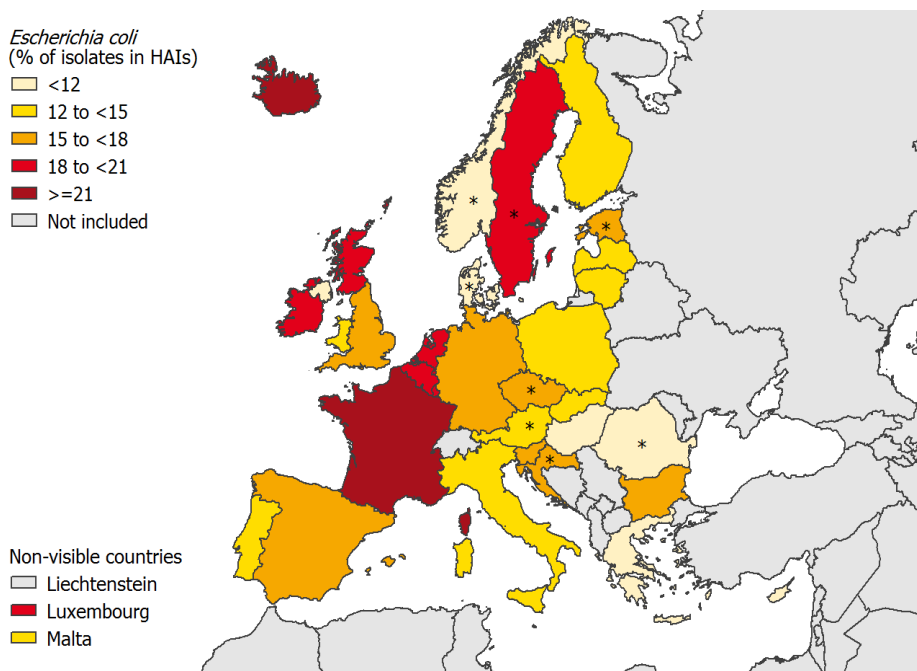 Escherichia coli
(% of isolates in HAIs)
<12
12 to <15
15 to <18
18 to <21
>=21
Not included
*
*
*
*
*
*
*
*
Non-visible countries
Liechtenstein
Luxembourg
Malta